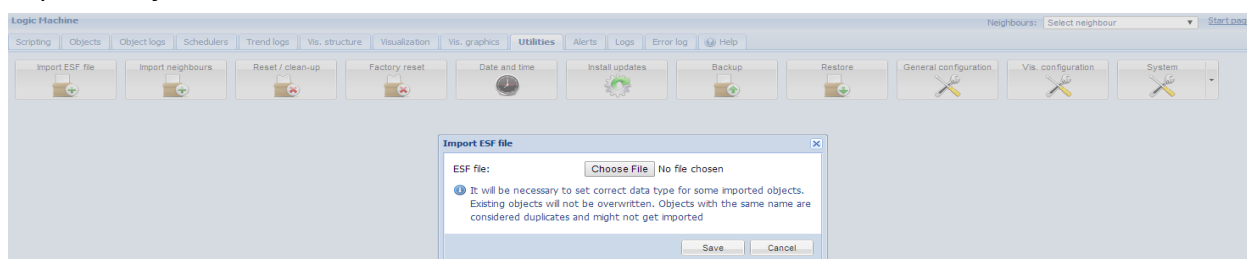 Logic Machine
Neighbours: Select neighbour
Scripting Objects Object logs Schedulers Trend logs Vis. structure Visualization Vis. graphics Utilities Alerts Logs Error log Help
Import ESF file Import neighbours Reset / clean-up Factory reset Date and time Install updates Backup Restore General configuration Vis. configuration System
Import ESF file
ESF file: Choose File No file chosen
It will be necessary to set correct data type for some imported objects.
Existing objects will not be overwritten. Objects with the same name are
considered duplicates and might not get imported
Save Cancel